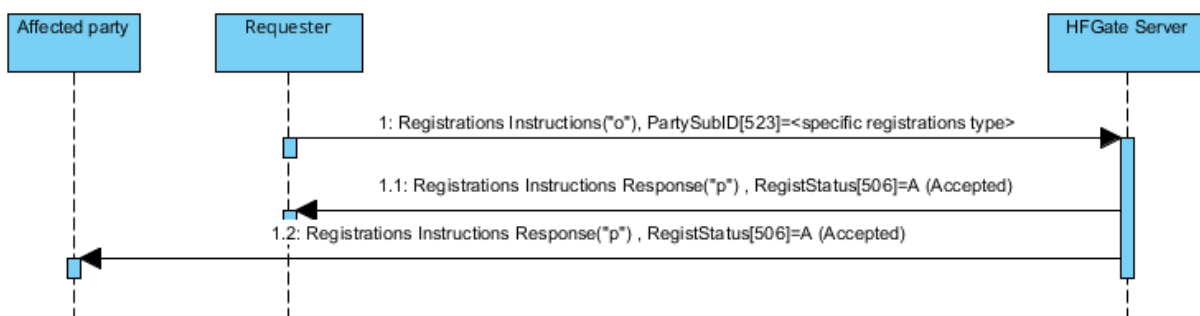 Affected party
Requester
HFGate Server
1: Registrations Instructions("o"), PartySubID[523]=<specific registrations type>
1.1: Registrations Instructions Response("p") , RegistStatus[506]=A (Accepted)
1.2: Registrations Instructions Response("p") , RegistStatus[506]=A (Accepted)